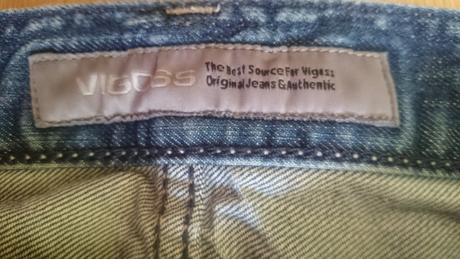 VIGOSS
The Best Source For Vigoss
Original Jeans & Authentic